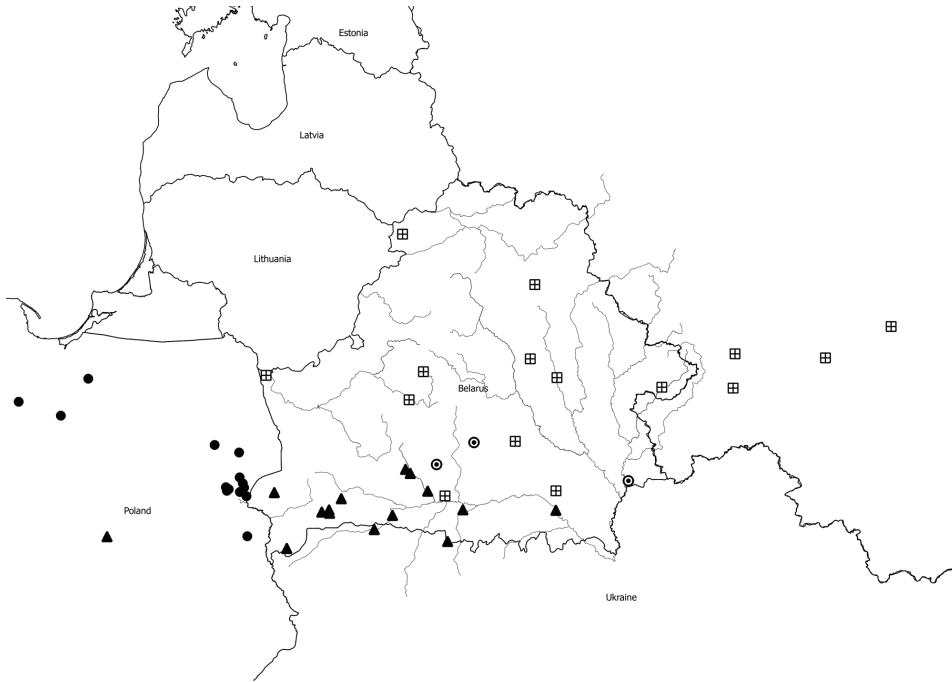 Estonia
Latvia
Lithuania
Belarus
Poland
Ukraine